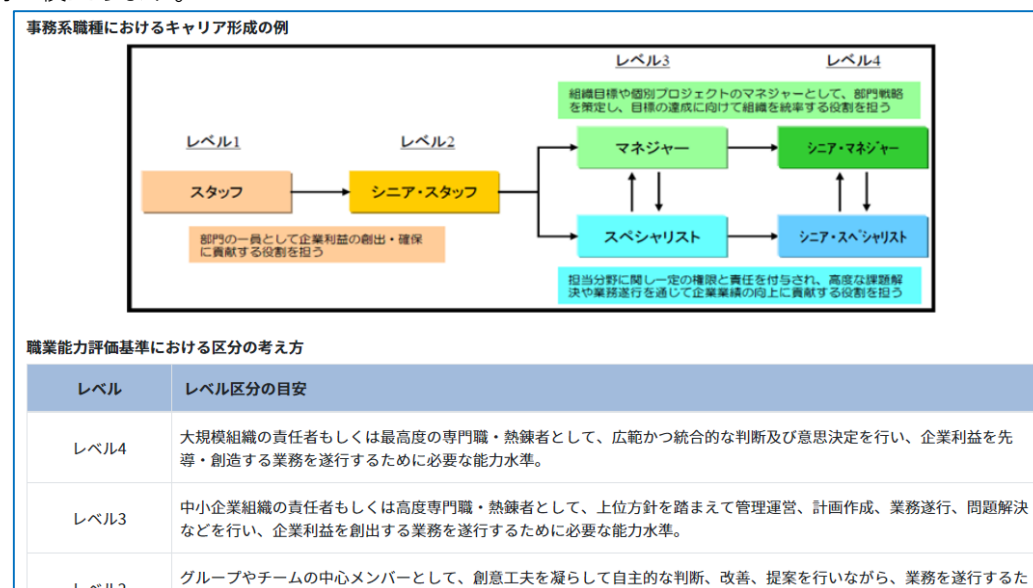 事務系職種におけるキャリア形成の例
レベル3
レベル4
組織目標や個別プロジェクトのマネジャーとして、部門戦略
を策定し、目標の達成に向けて組織を統率する役割を担う
レベル1
レベル2
マネジャー
シニア・マネジャー
スタッフ
シニア・スタッフ
部門の一員として企業利益の創出・確保
に貢献する役割を担う
スペシャリスト
シニア・スペシャリスト
担当分野に関し一定の権限と責任を付与され、高度な課題解
決や業務遂行を通じて企業業績の向上に貢献する役割を担う
職業能力評価基準における区分の考え方
レベル
レベル区分の目安
レベル4
大規模組織の責任者もしくは最高度の専門職・熱錬者として、広範かつ統合的な判断及び意思決定を行い、企業利益を先
導・創造する業務を遂行するために必要な能力水準。
レベル3
中小企業組織の責任者もしくは高度専門職・熱錬者として、上位方針を踏まえて管理運営、計画作成、業務遂行、問題解決
などを行い、企業利益を創出する業務を遂行するために必要な能力水準。
グループやチームの中心メンバーとして、創意工夫を凝らして自主的な判断、改善、提案を行いながら、業務を遂行するた